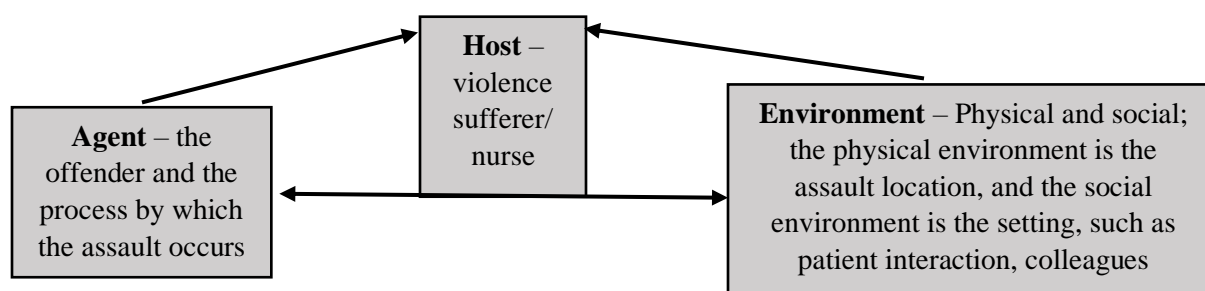 Host –
violence
sufferer/
nurse
Agent – the
offender and the
process by which
the assault occurs
Environment – Physical and social;
the physical environment is the
assault location, and the social
environment is the setting, such as
patient interaction, colleagues